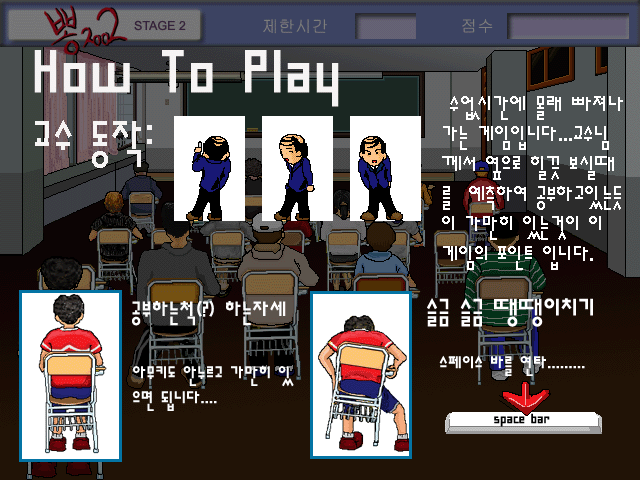 뽕2002
STAGE 2
제한시간
점수
How To Play
교수 동작:
수업시간에 몰래 빠져나
가는 게임입니다...교수님
께서 옆으로 힐긋 보실때
를 예측하여 공부하고있는듯
이 가만히 있는것이 이
게임의 포인트 입니다.
공부하는척(?) 하는자세
아무키도 안누르고 가만히 있
으면 됩니다....
슬금 슬금 땡땡이치기
스페이스 바를 연타.........
space bar